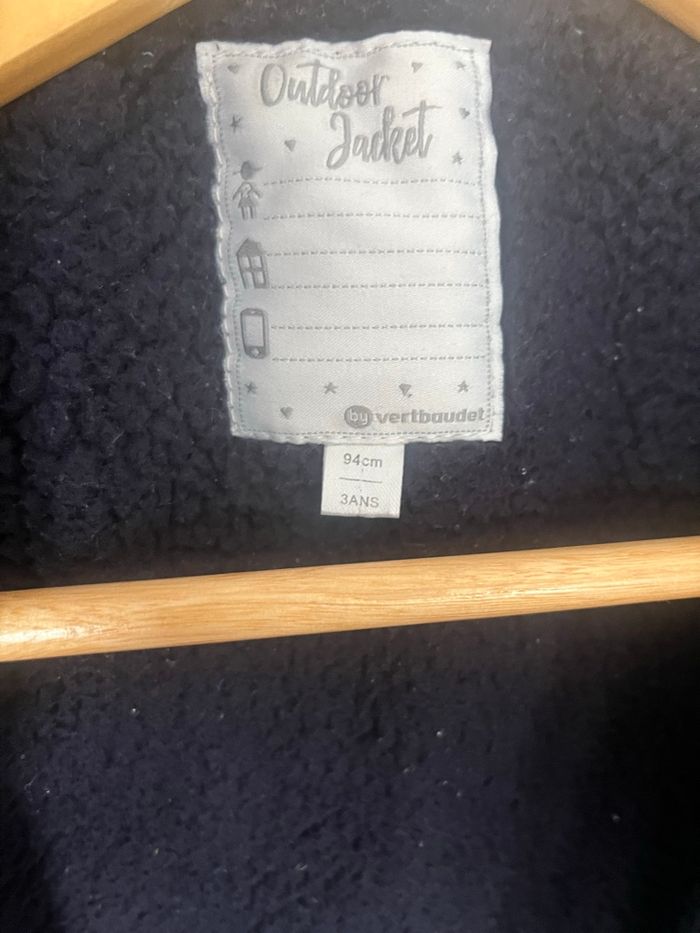 Outdoor
Jacket
by vertbaudet
94cm
3ANS